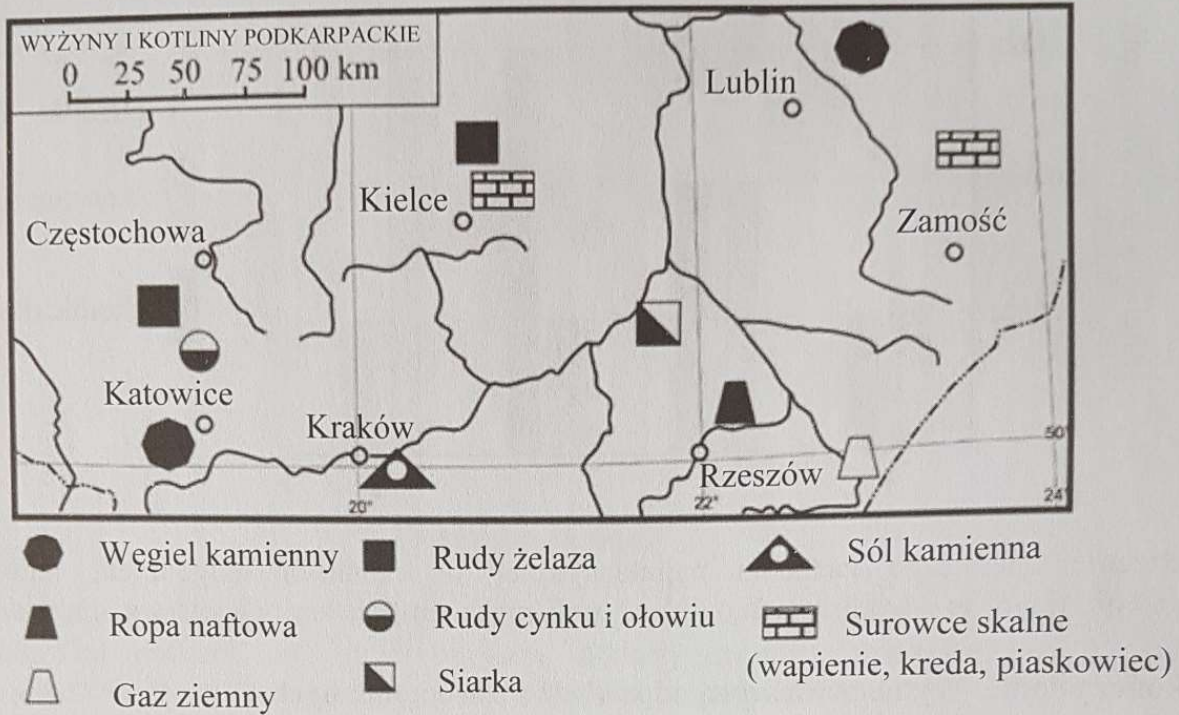 WYŻYNY I KOTLINY PODKARPACKIE
0 25 50 75 100 km
Lublin
Kielce
Częstochowa
Zamość
Katowice
Kraków
Rzeszów
50°
20°
22°
24°
Węgiel kamienny
Rudy żelaza
Sól kamienna
Ropa naftowa
Rudy cynku i ołowiu
Surowce skalne
(wapienie, kreda, piaskowiec)
Gaz ziemny
Siarka